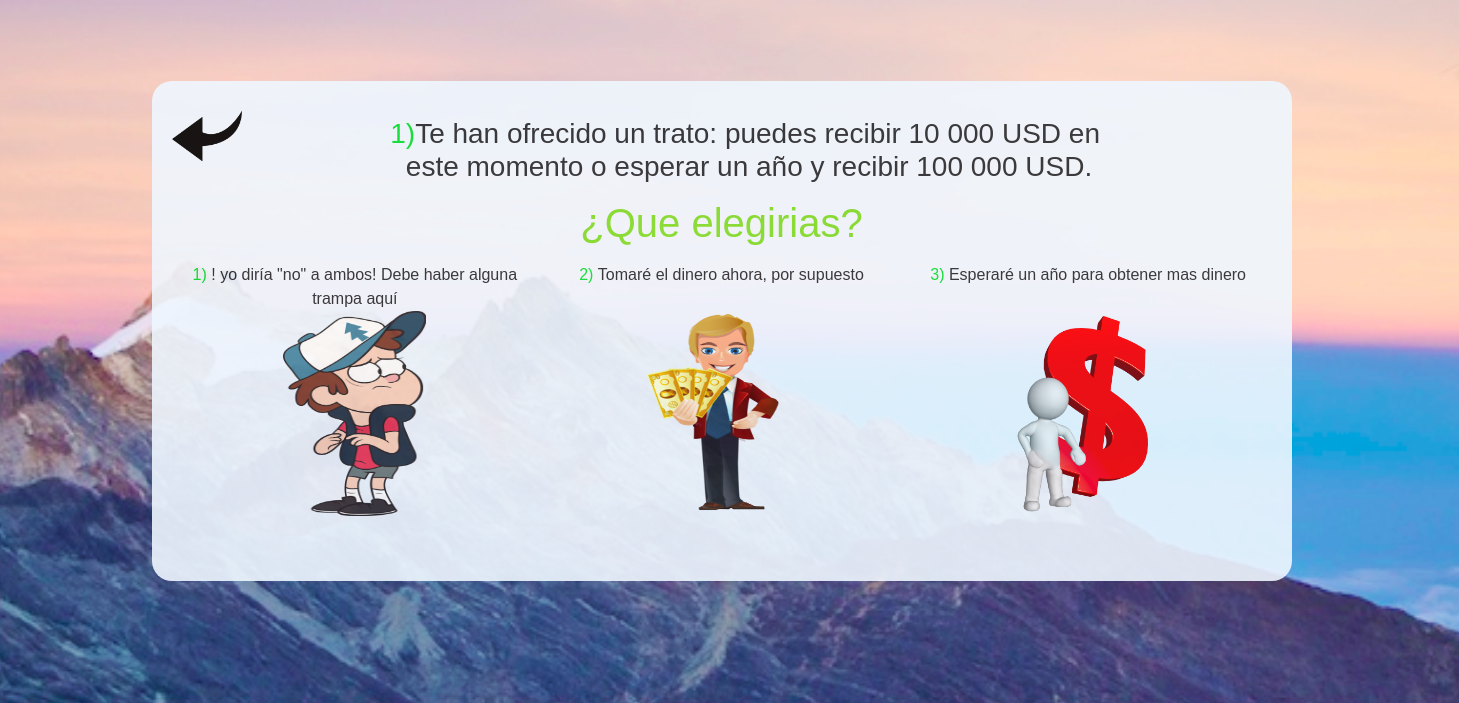 1)Te han ofrecido un trato: puedes recibir 10 000 USD en
este momento o esperar un año y recibir 100 000 USD.
¿Que elegirias?
1) ! yo diría "no" a ambos! Debe haber alguna
trampa aquí
2) Tomaré el dinero ahora, por supuesto
3) Esperaré un año para obtener mas dinero